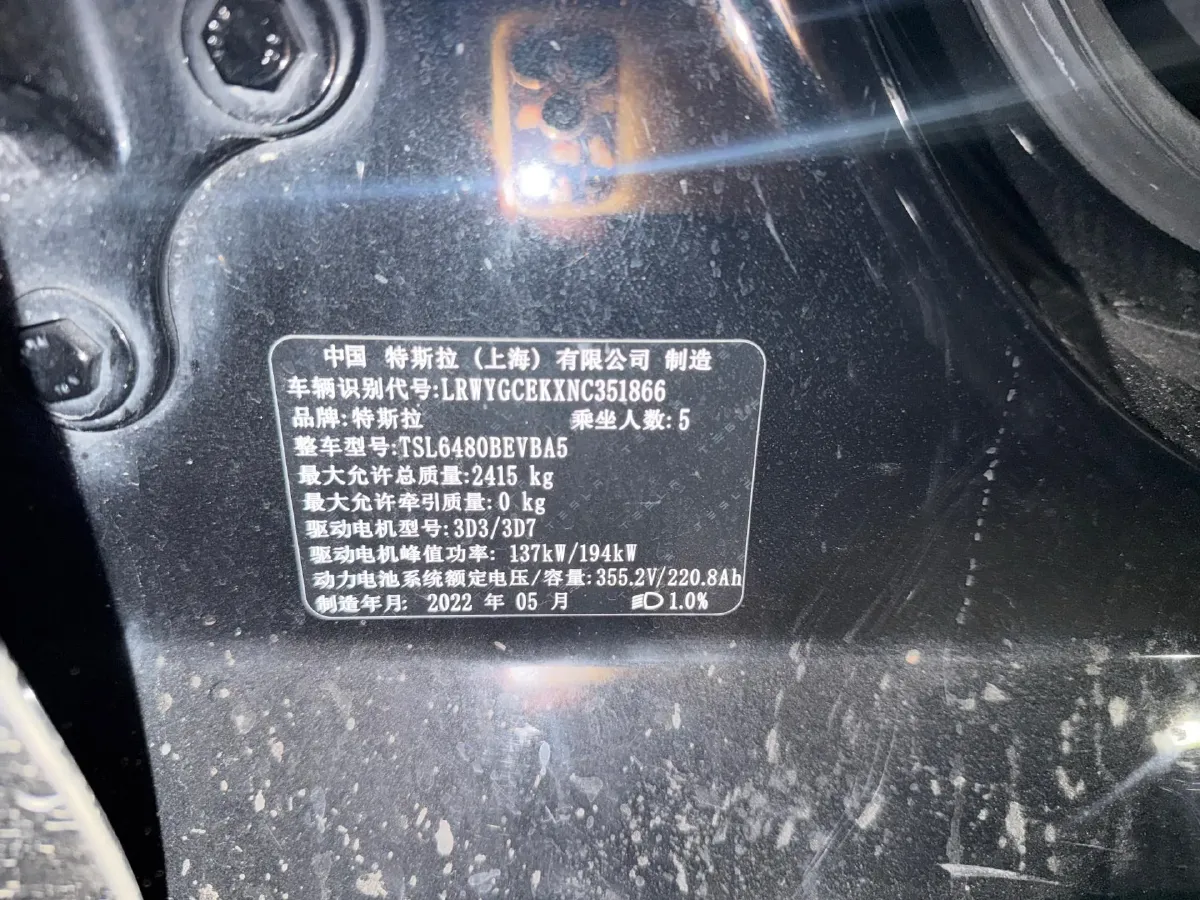 中国 特斯拉 (上海) 有限公司 制造
车辆识别代号:LRWYGCEKXNC351866
品牌:特斯拉 乘坐人数:5
整车型号:TSL6480BEVBA5
最大允许总质量:2415 kg
最大允许牵引质量:0 kg
驱动电机型号:3D3/3D7
驱动电机峰值功率: 137kW/194kW
动力电池系统额定电压/容量:355.2V/220.8Ah
制造年月: 2022 年 05 月 1.0%